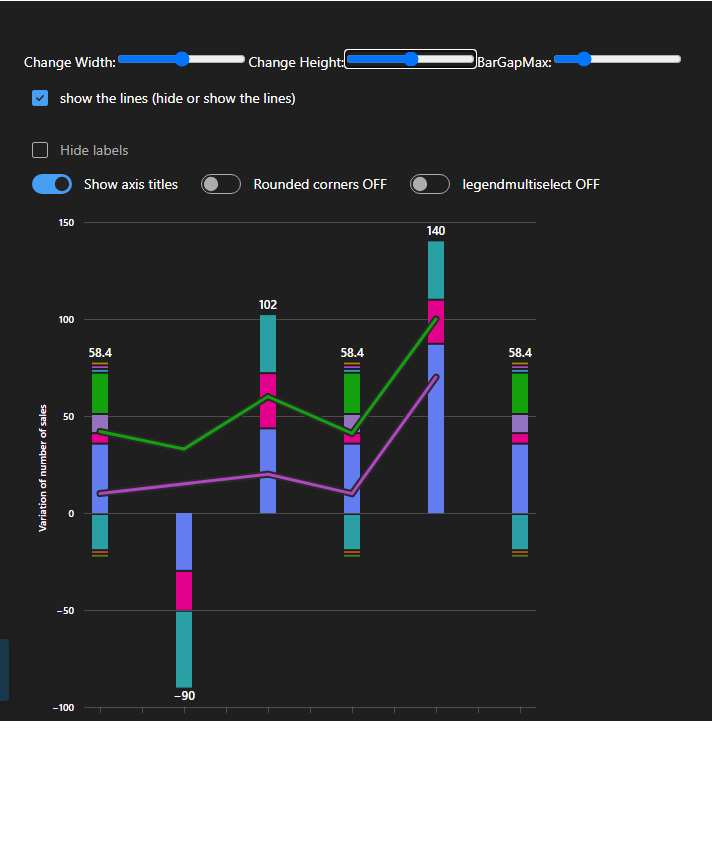 Change Width: Change Height: BarGapMax:
show the lines (hide or show the lines)
Hide labels
Show axis titles Rounded corners OFF legendmultiselect OFF
150
140
102
100
58.4 58.4 58.4
50
Variation of number of sales
0
−50
−90
−100